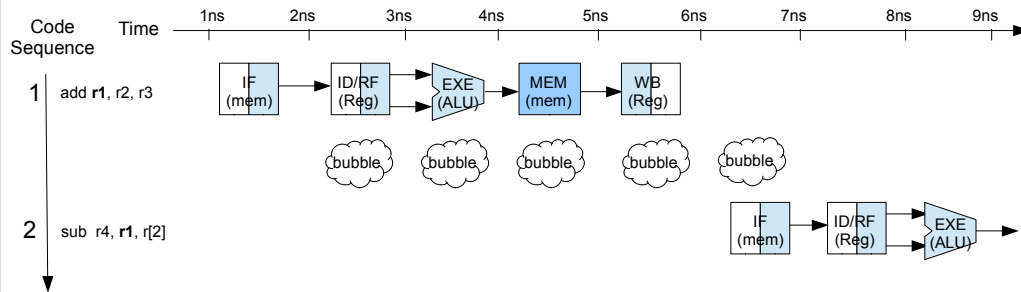 1ns 2ns 3ns 4ns 5ns 6ns 7ns 8ns 9ns
Code Sequence Time
1 add r1, r2, r3
IF (mem)
ID/RF (Reg)
EXE (ALU)
MEM (mem)
WB (Reg)
bubble bubble bubble bubble bubble
2 sub r4, r1, r[2]
IF (mem)
ID/RF (Reg)
EXE (ALU)